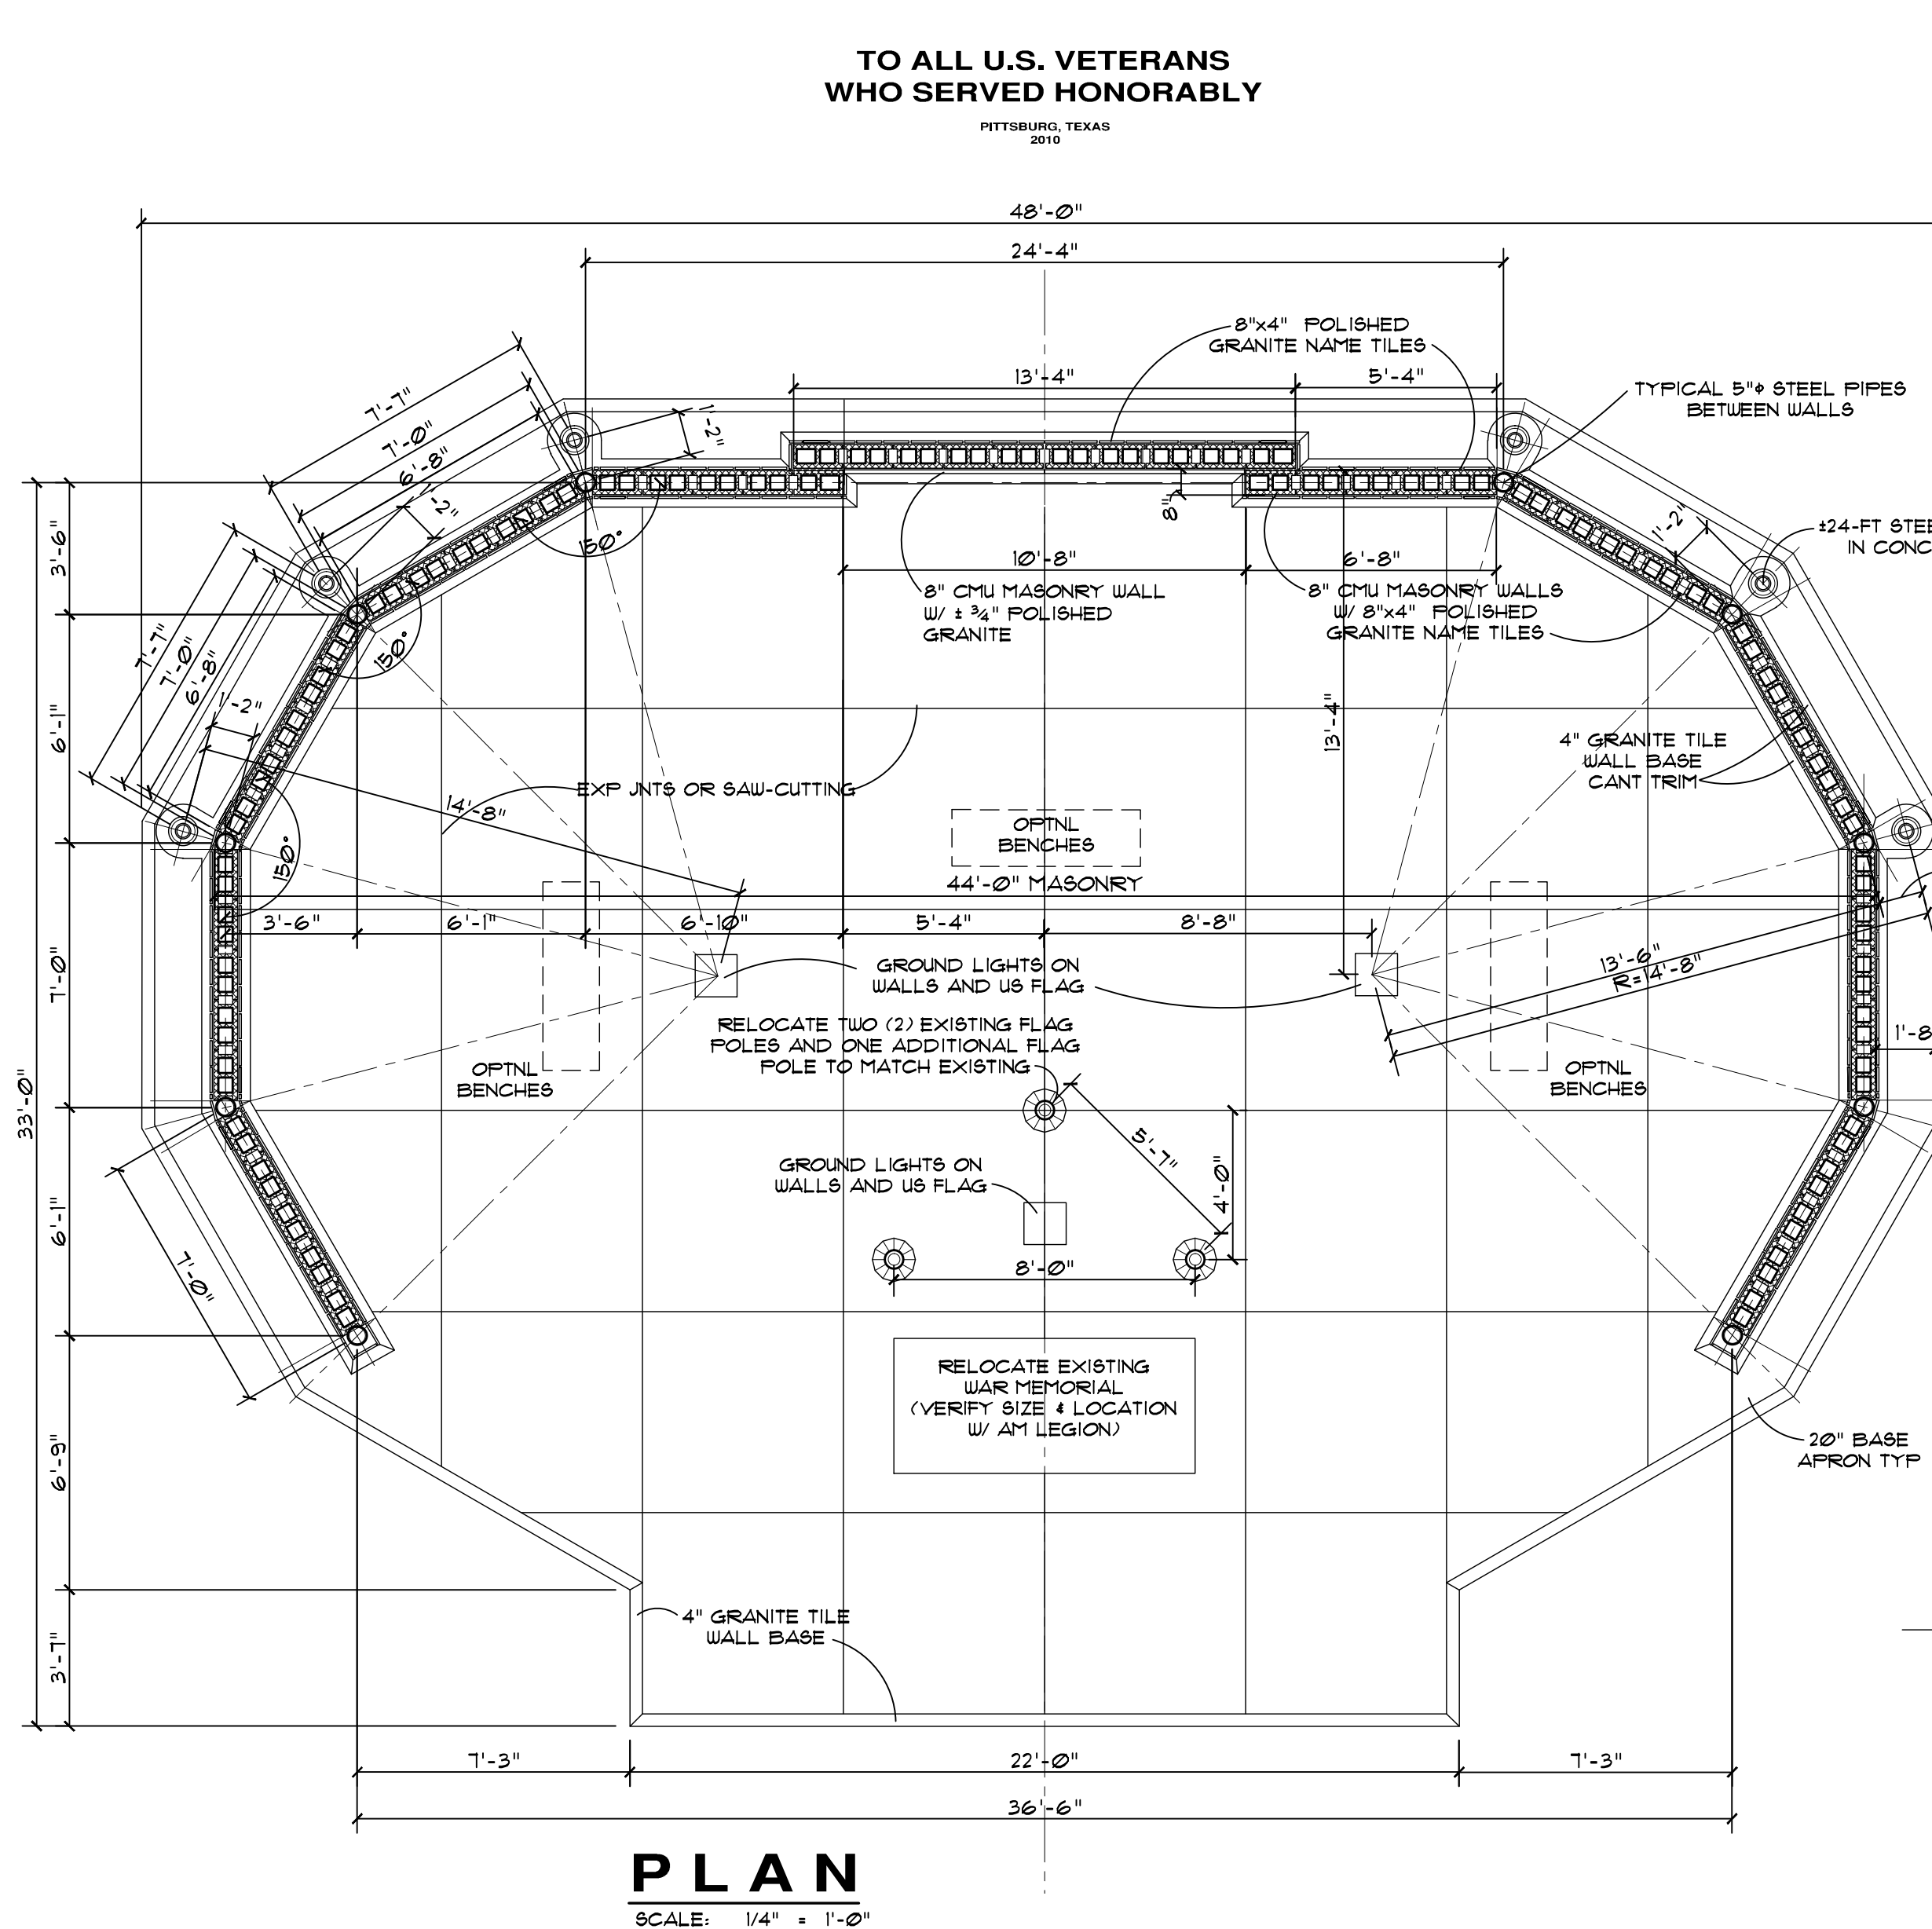 TO ALL U.S. VETERANS
WHO SERVED HONORABLY
PITTSBURG, TEXAS
2010
48'-0"
24'-4"
8"x4" POLISHED
GRANITE NAME TILES
13'-4"
5'-4"
TYPICAL 5"φ STEEL PIPES
BETWEEN WALLS
7'-7"
7'-0"
6'-8"
1'-2"
1'-2"
150°
8"
1'-2"
±24-FT STEE
IN CONC
3'-6"
10'-8"
6'-8"
8" CMU MASONRY WALL
W/ ± 3/4" POLISHED
GRANITE
8" CMU MASONRY WALLS
W/ 8"x4" POLISHED
GRANITE NAME TILES
7'-7"
7'-0"
6'-8"
1'-2"
150°
6'-1"
13'-4"
4" GRANITE TILE
WALL BASE
CANT TRIM
EXP JNTS OR SAW-CUTTING
14'-8"
OPTNL
BENCHES
150°
44'-0" MASONRY
3'-6"
6'-1"
6'-10"
5'-4"
8'-8"
7'-0"
GROUND LIGHTS ON
WALLS AND US FLAG
13'-6"
R=14'-8"
RELOCATE TWO (2) EXISTING FLAG
POLES AND ONE ADDITIONAL FLAG
POLE TO MATCH EXISTING
1'-8
OPTNL
BENCHES
OPTNL
BENCHES
33'-0"
5'-7"
4'-0"
GROUND LIGHTS ON
WALLS AND US FLAG
6'-1"
7'-0"
8'-0"
RELOCATE EXISTING
WAR MEMORIAL
(VERIFY SIZE & LOCATION
W/ AM LEGION)
6'-9"
20" BASE
APRON TYP
4" GRANITE TILE
WALL BASE
3'-7"
7'-3"
22'-0"
7'-3"
36'-6"
PLAN
SCALE: 1/4" = 1'-0"